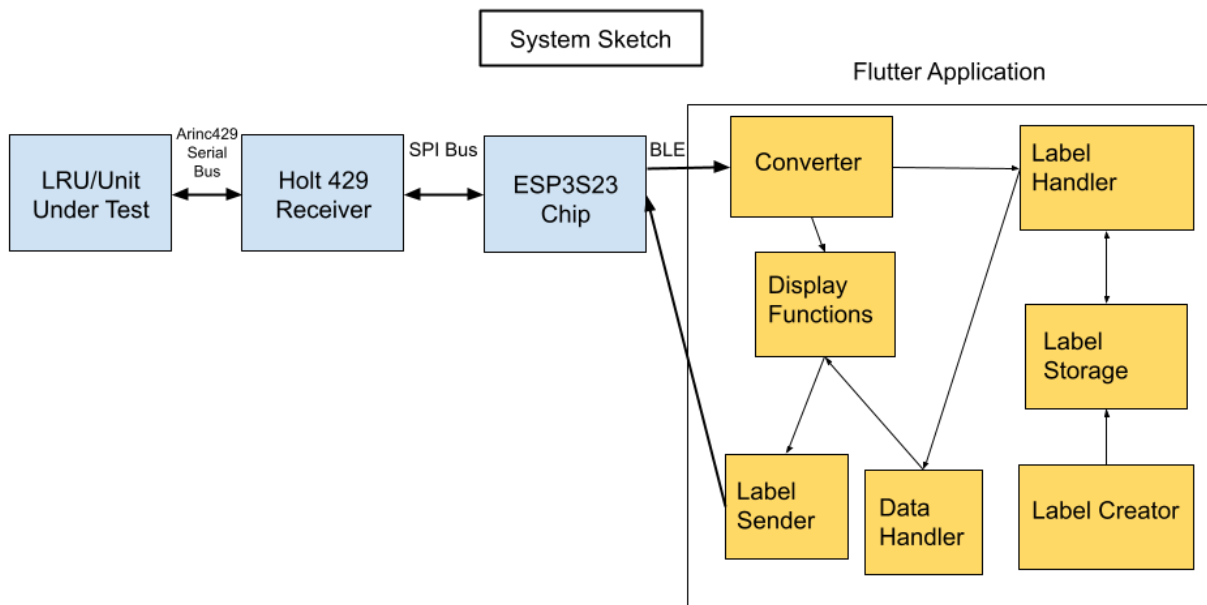 System Sketch
Flutter Application
Arinc429
Serial
Bus
LRU/Unit
Under Test
Holt 429
Receiver
SPI Bus
ESP3S23
Chip
BLE
Converter
Label
Handler
Display
Functions
Label
Storage
Label
Sender
Data
Handler
Label Creator